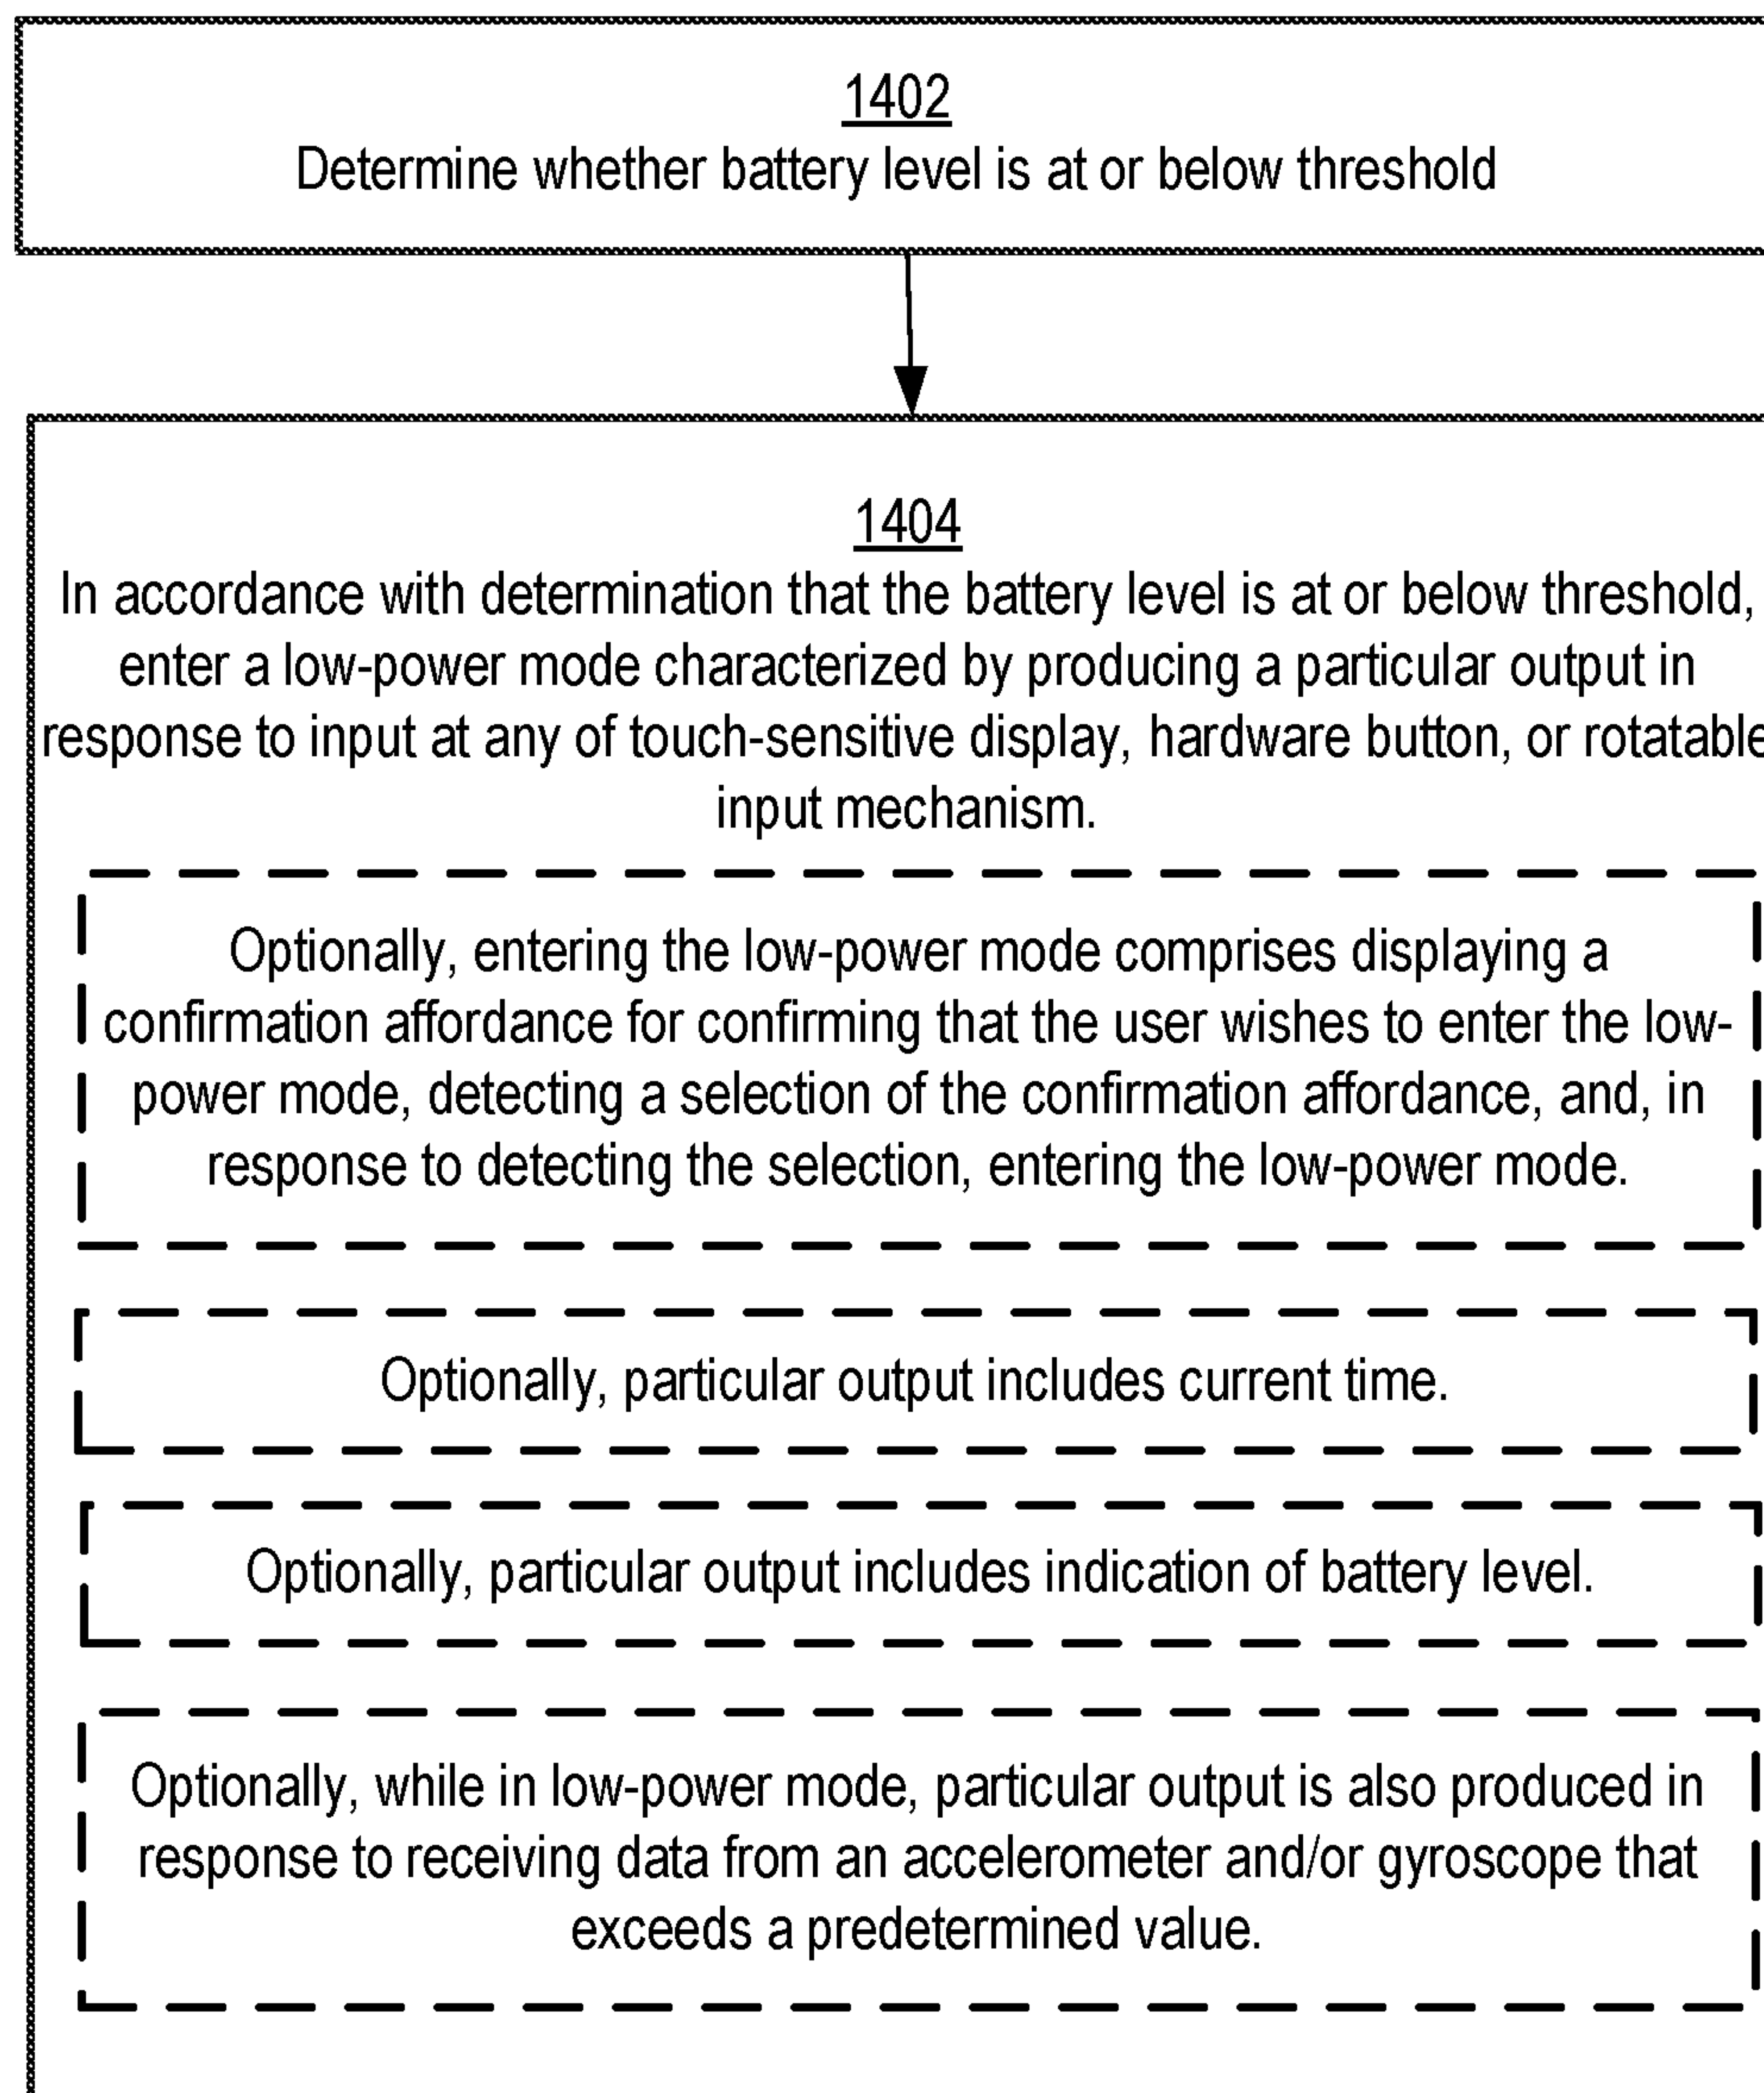 1402
Determine whether battery level is at or below threshold
1404
In accordance with determination that the battery level is at or below threshold,
enter a low-power mode characterized by producing a particular output in
response to input at any of touch-sensitive display, hardware button, or rotatable
input mechanism.
Optionally, entering the low-power mode comprises displaying a
confirmation affordance for confirming that the user wishes to enter the low-
power mode, detecting a selection of the confirmation affordance, and, in
response to detecting the selection, entering the low-power mode.
Optionally, particular output includes current time.
Optionally, particular output includes indication of battery level.
Optionally, while in low-power mode, particular output is also produced in
response to receiving data from an accelerometer and/or gyroscope that
exceeds a predetermined value.